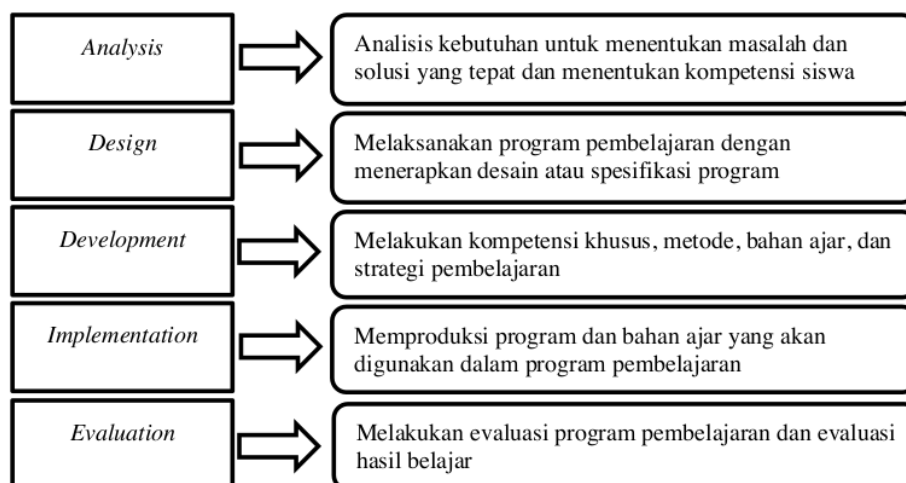 Analysis
Analisis kebutuhan untuk menentukan masalah dan
solusi yang tepat dan menentukan kompetensi siswa
Design
Melaksanakan program pembelajaran dengan
menerapkan desain atau spesifikasi program
Development
Melakukan kompetensi khusus, metode, bahan ajar, dan
strategi pembelajaran
Implementation
Memproduksi program dan bahan ajar yang akan
digunakan dalam program pembelajaran
Evaluation
Melakukan evaluasi program pembelajaran dan evaluasi
hasil belajar